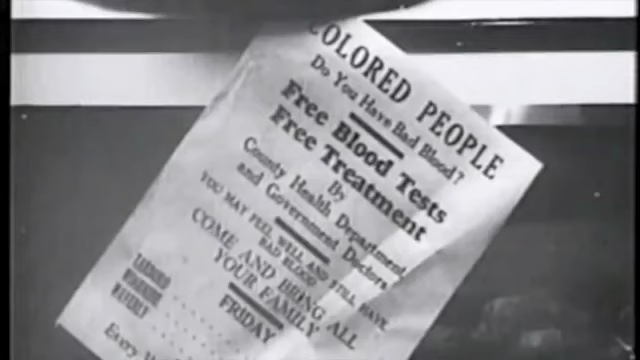 COLORED PEOPLE
Do You Have Bad Blood?
Free Blood Tests
Free Treatment
By
County Health Department
and Government Doctors
YOU MAY FEEL WELL AND STILL HAVE
BAD BLOOD
COME AND BRING ALL
YOUR FAMILY
FRIDAY
Every